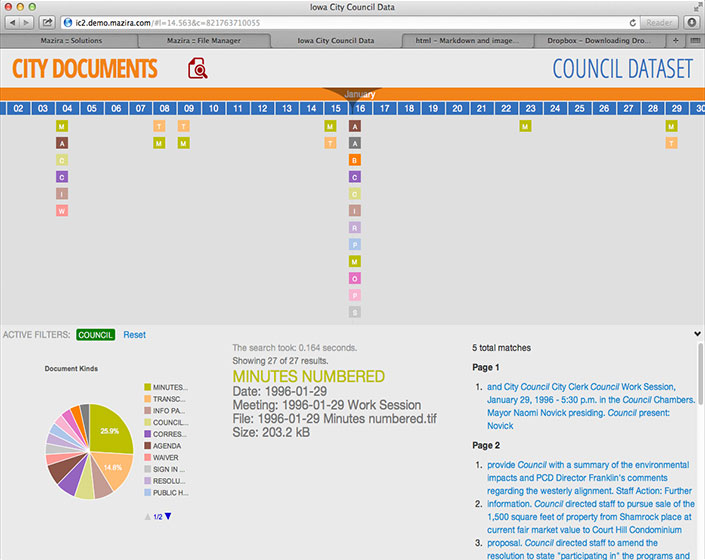 Iowa City Council Data
ic2.demo.mazira.com/#l=14.563&c=821763710055
Reader
Mazira :: Solutions
Mazira :: File Manager
Iowa City Council Data
html - Markdown and image...
Dropbox – Downloading Dro...
CITY DOCUMENTS
COUNCIL DATASET
January
02 03 04 05 06 07 08 09 10 11 12 13 14 15 16 17 18 19 20 21 22 23 24 25 26 27 28 29 30
M T T M A M M
A M M T A T
C B
C C
I C
W I
R
P
M
O
P
S
ACTIVE FILTERS: COUNCIL Reset
Document Kinds
25.9%
14.8%
MINUTES...
TRANSC...
INFO PA...
COUNCIL...
CORRES...
AGENDA
WAIVER
SIGN IN ...
RESOLU...
PUBLIC H...
1/2
The search took: 0.164 seconds.
Showing 27 of 27 results.
MINUTES NUMBERED
Date: 1996-01-29
Meeting: 1996-01-29 Work Session
File: 1996-01-29 Minutes numbered.tif
Size: 203.2 kB
5 total matches
Page 1
1. and City Council City Clerk Council Work Session,
January 29, 1996 - 5:30 p.m. in the Council Chambers.
Mayor Naomi Novick presiding. Council present:
Novick
Page 2
1. provide Council with a summary of the environmental
impacts and PCD Director Franklin's comments
regarding the westerly alignment. Staff Action: Further
2. information. Council directed staff to pursue sale of the
1,500 square feet of property from Shamrock place at
current fair market value to Court Hill Condominium
3. proposal. Council directed staff to amend the
resolution to state "participating in" the programs and